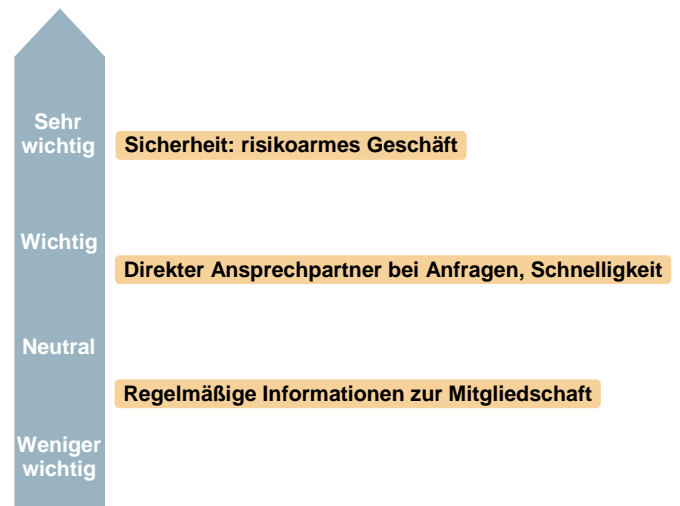 Sehr
wichtig
Sicherheit: risikoarmes Geschäft
Wichtig
Direkter Ansprechpartner bei Anfragen, Schnelligkeit
Neutral
Regelmäßige Informationen zur Mitgliedschaft
Weniger
wichtig